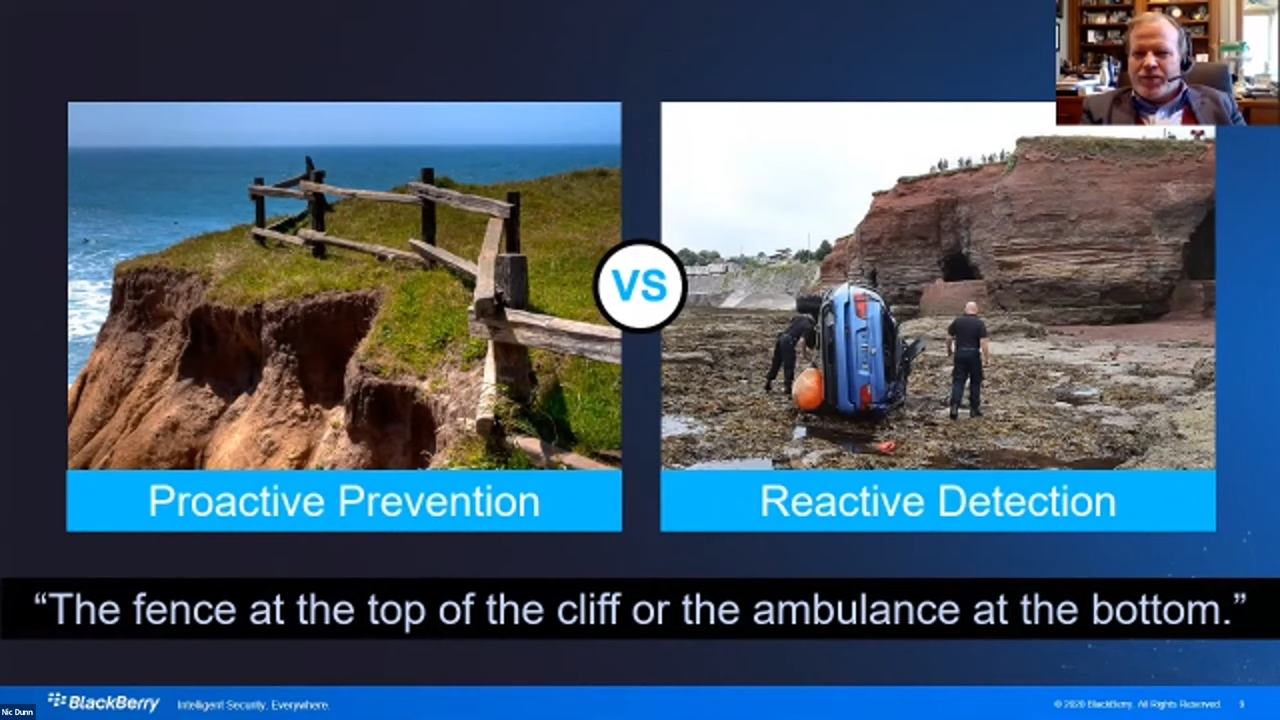 VS
Proactive Prevention
Reactive Detection
“The fence at the top of the cliff or the ambulance at the bottom.”
BlackBerry
Intelligent Security. Everywhere.
© 2020 BlackBerry. All Rights Reserved.
9
Nic Dunn